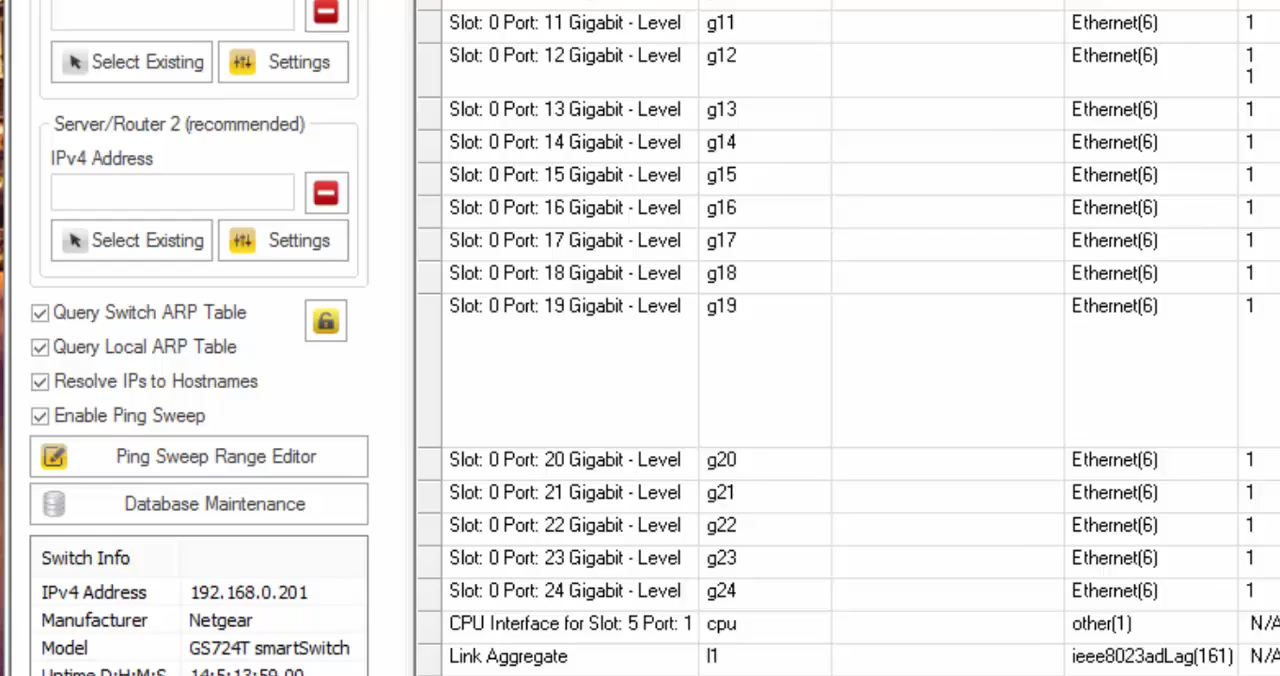 Select Existing
Settings
Server/Router 2 (recommended)
IPv4 Address
Select Existing
Settings
Query Switch ARP Table
Query Local ARP Table
Resolve IPs to Hostnames
Enable Ping Sweep
Ping Sweep Range Editor
Database Maintenance
Switch Info
IPv4 Address 192.168.0.201
Manufacturer Netgear
Model GS724T smartSwitch
Uptime D:H:M:S 14:5:13:59.00
Slot: 0 Port: 11 Gigabit - Level g11 Ethernet(6) 1
Slot: 0 Port: 12 Gigabit - Level g12 Ethernet(6) 1
1
Slot: 0 Port: 13 Gigabit - Level g13 Ethernet(6) 1
Slot: 0 Port: 14 Gigabit - Level g14 Ethernet(6) 1
Slot: 0 Port: 15 Gigabit - Level g15 Ethernet(6) 1
Slot: 0 Port: 16 Gigabit - Level g16 Ethernet(6) 1
Slot: 0 Port: 17 Gigabit - Level g17 Ethernet(6) 1
Slot: 0 Port: 18 Gigabit - Level g18 Ethernet(6) 1
Slot: 0 Port: 19 Gigabit - Level g19 Ethernet(6) 1
Slot: 0 Port: 20 Gigabit - Level g20 Ethernet(6) 1
Slot: 0 Port: 21 Gigabit - Level g21 Ethernet(6) 1
Slot: 0 Port: 22 Gigabit - Level g22 Ethernet(6) 1
Slot: 0 Port: 23 Gigabit - Level g23 Ethernet(6) 1
Slot: 0 Port: 24 Gigabit - Level g24 Ethernet(6) 1
CPU Interface for Slot: 5 Port: 1 cpu other(1) N/A
Link Aggregate l1 ieee8023adLag(161) N/A